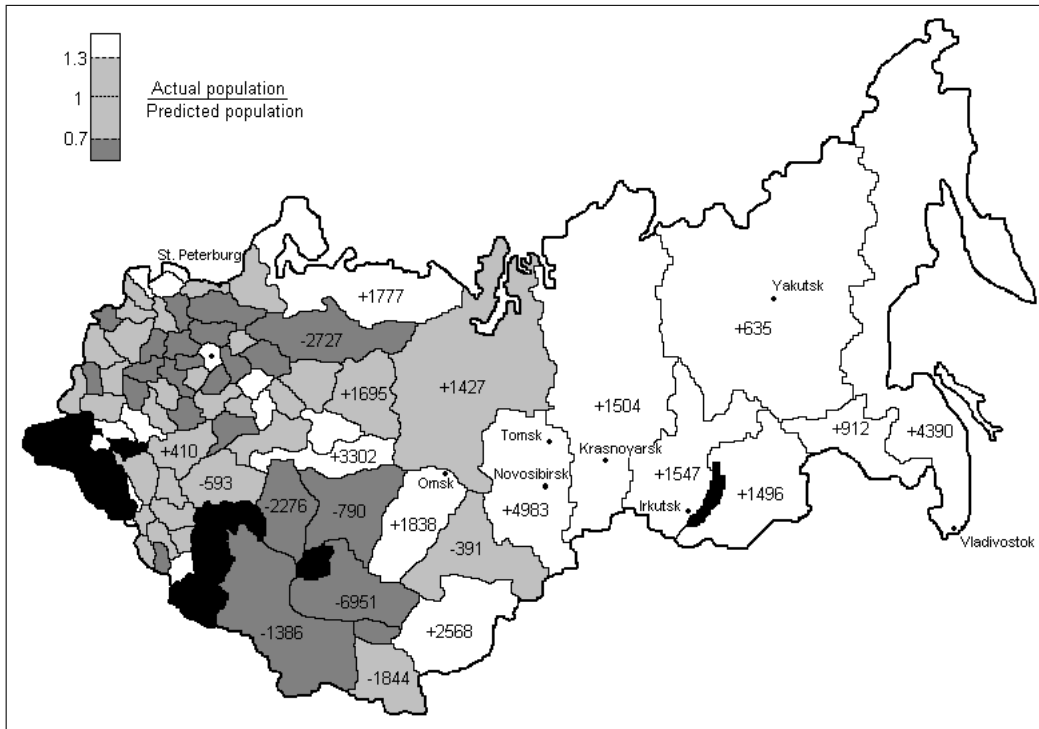 1.3
1
0.7
Actual population
Predicted population
St. Peterburg
+1777
Yakutsk
+635
-2727
+1695
+1427
+1504
+912
+4390
Tomsk
Krasnoyarsk
+410
+3302
Omsk
Novosibirsk
+1547
-593
+1496
-2276
-790
+1838
+4983
Irkutsk
Vladivostok
-391
-6951
-1386
+2568
-1844